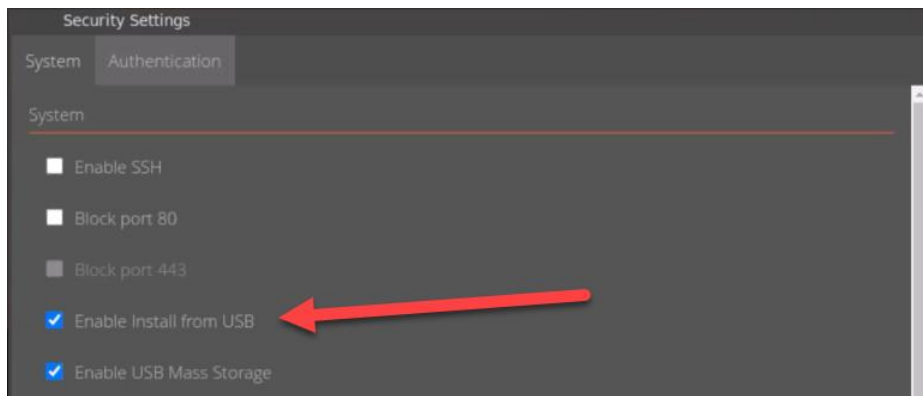 Security Settings
System Authentication
System
Enable SSH
Block port 80
Block port 443
Enable Install from USB
Enable USB Mass Storage